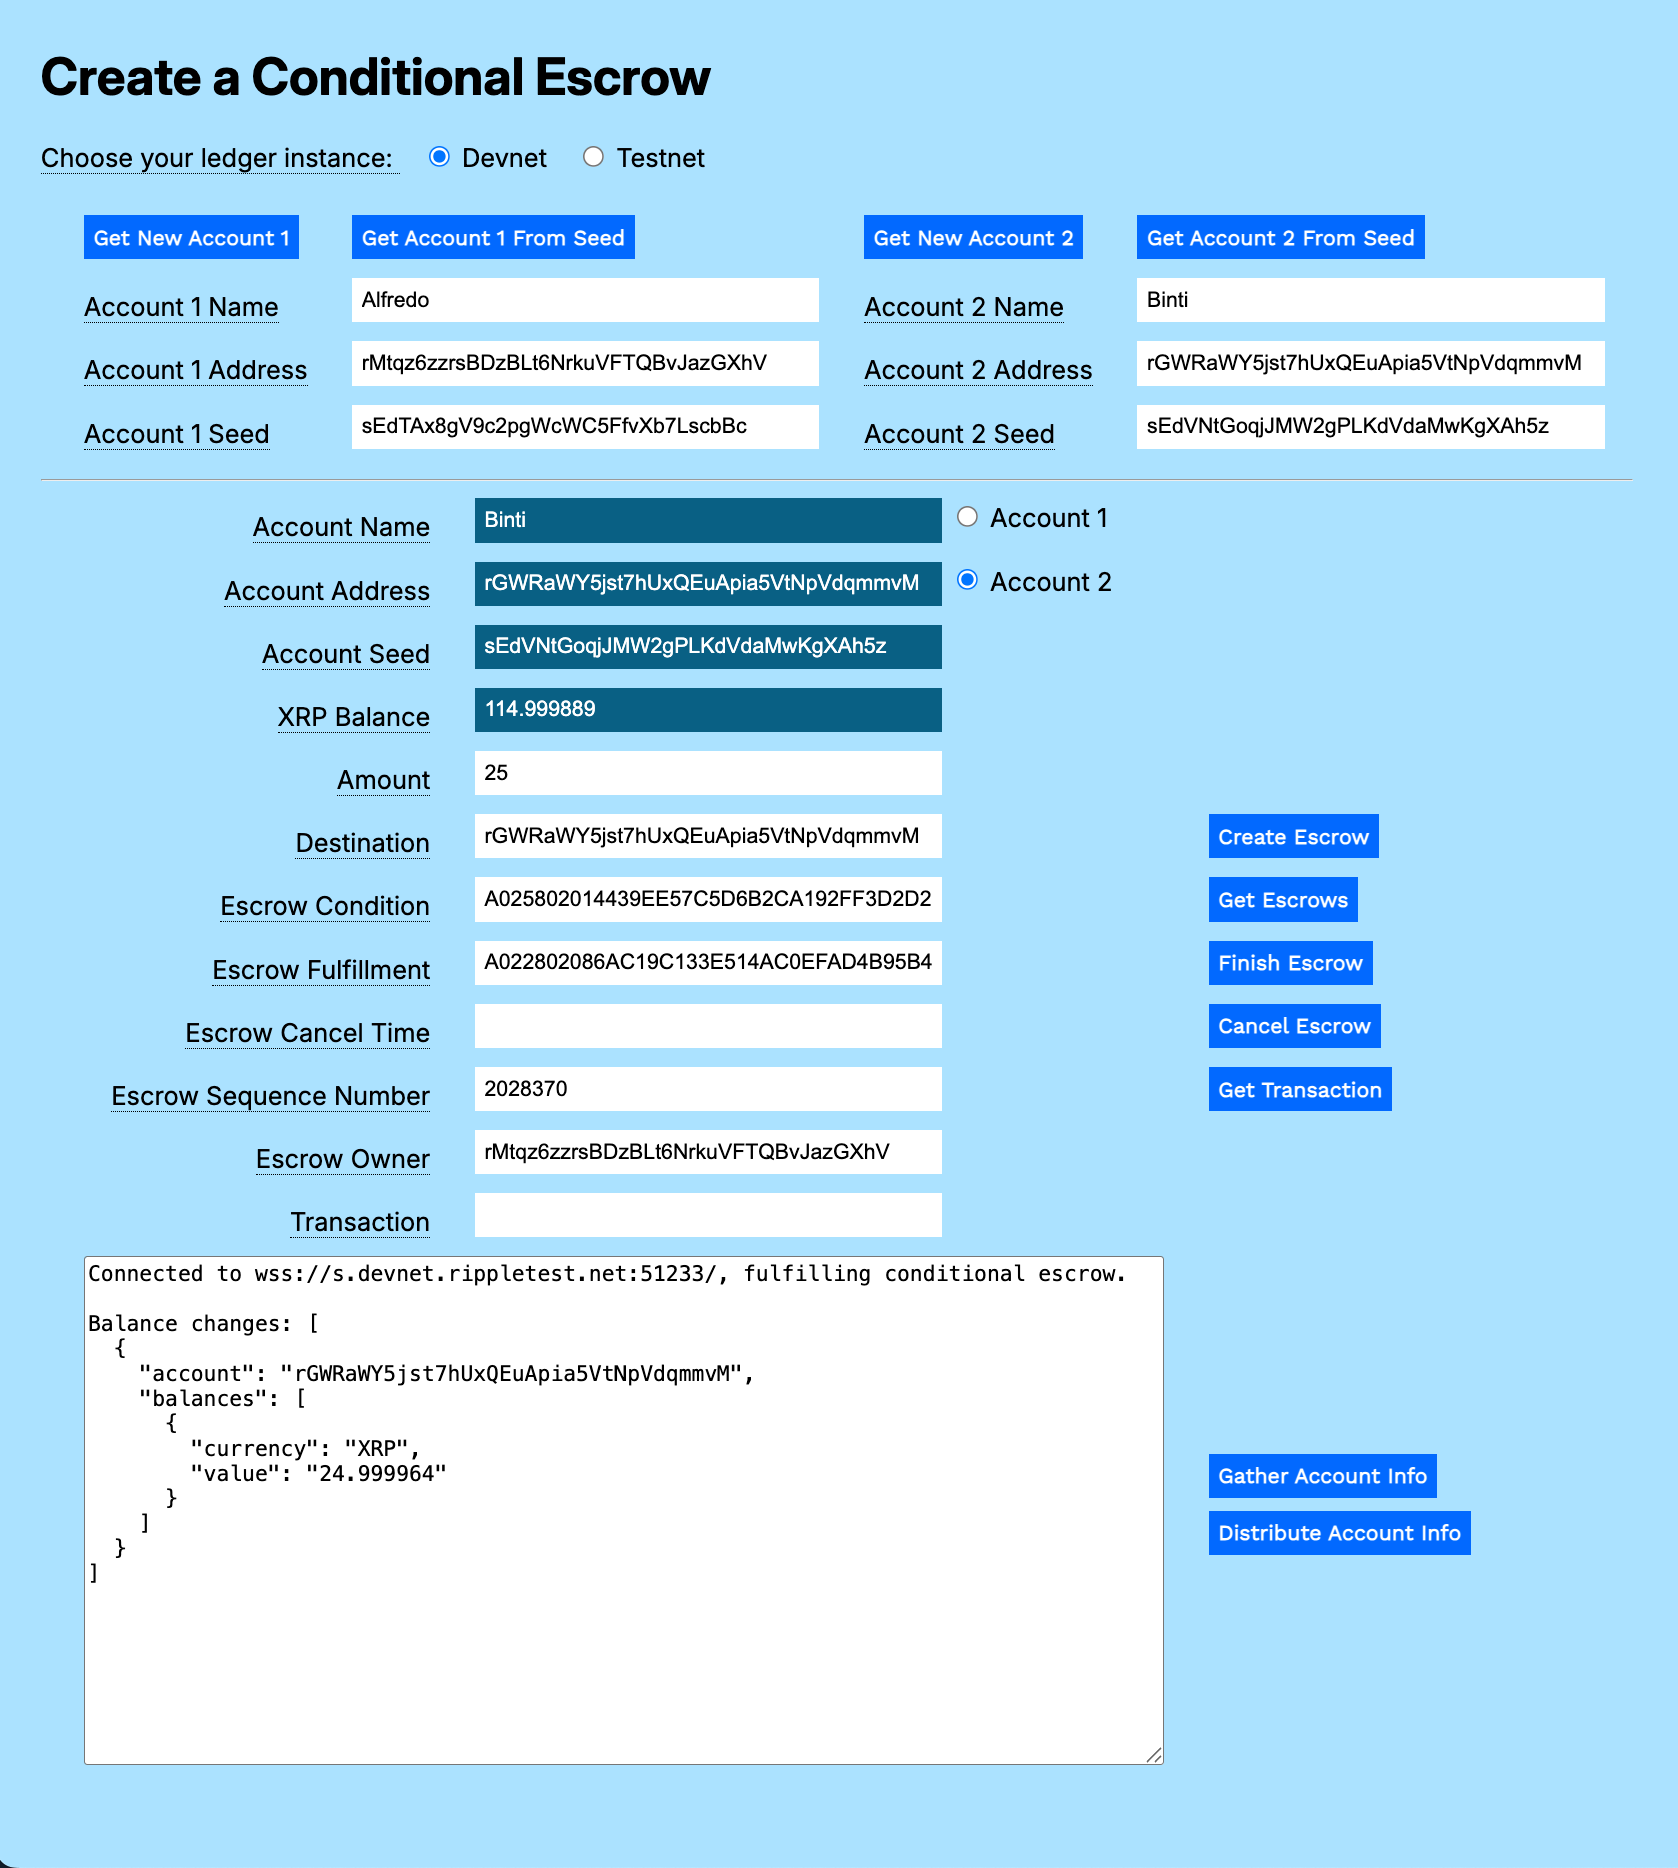 Create a Conditional Escrow
Choose your ledger instance: Devnet Testnet
Get New Account 1 Get Account 1 From Seed Get New Account 2 Get Account 2 From Seed
Account 1 Name Alfredo Account 2 Name Binti
Account 1 Address rMtqz6zzrsBDzBLt6NrkuVFTQBvJazGXhV Account 2 Address rGWRaWY5jst7hUxQEuApia5VtNpVdqmmvM
Account 1 Seed sEdTAx8gV9c2pgWcWC5FfvXb7LscbBc Account 2 Seed sEdVNtGoqjJMW2gPLKdVdaMwKgXAh5z
Account Name Binti Account 1
Account Address rGWRaWY5jst7hUxQEuApia5VtNpVdqmmvM Account 2
Account Seed sEdVNtGoqjJMW2gPLKdVdaMwKgXAh5z
XRP Balance 114.999889
Amount 25
Destination rGWRaWY5jst7hUxQEuApia5VtNpVdqmmvM Create Escrow
Escrow Condition A025802014439EE57C5D6B2CA192FF3D2D2 Get Escrows
Escrow Fulfillment A022802086AC19C133E514AC0EFAD4B95B4 Finish Escrow
Escrow Cancel Time Cancel Escrow
Escrow Sequence Number 2028370 Get Transaction
Escrow Owner rMtqz6zzrsBDzBLt6NrkuVFTQBvJazGXhV
Transaction
Connected to wss://s.devnet.rippletest.net:51233/, fulfilling conditional escrow.
Balance changes: [
{
"account": "rGWRaWY5jst7hUxQEuApia5VtNpVdqmmvM",
"balances": [
{
"currency": "XRP",
"value": "24.999964"
}
]
}
]
Gather Account Info
Distribute Account Info